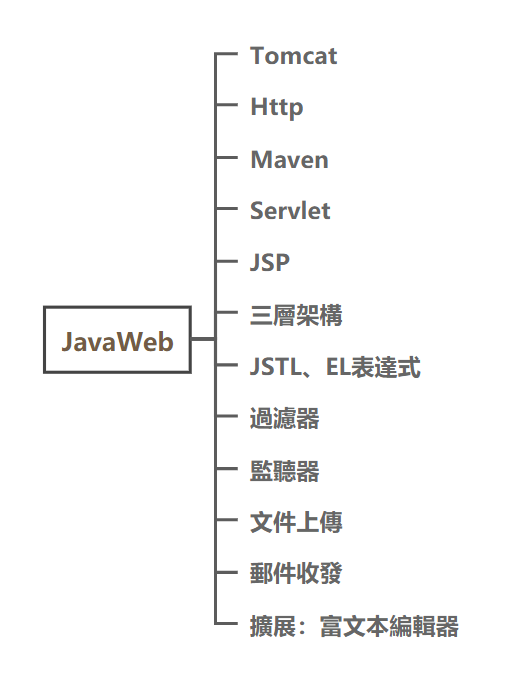 Tomcat
Http
Maven
Servlet
JSP
三層架構
JavaWeb
JSTL、EL表達式
過濾器
監聽器
文件上傳
郵件收發
擴展：富文本編輯器